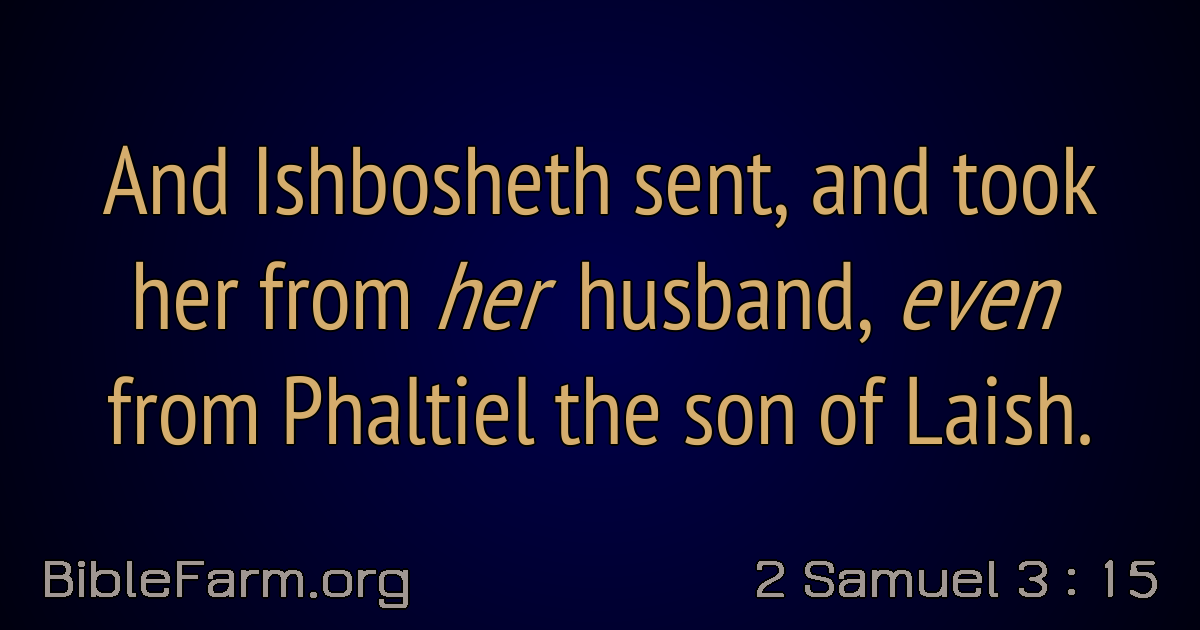 And Ishbosheth sent, and took
her from her husband, even
from Phaltiel the son of Laish.
BibleFarm.org
2 Samuel 3 : 15